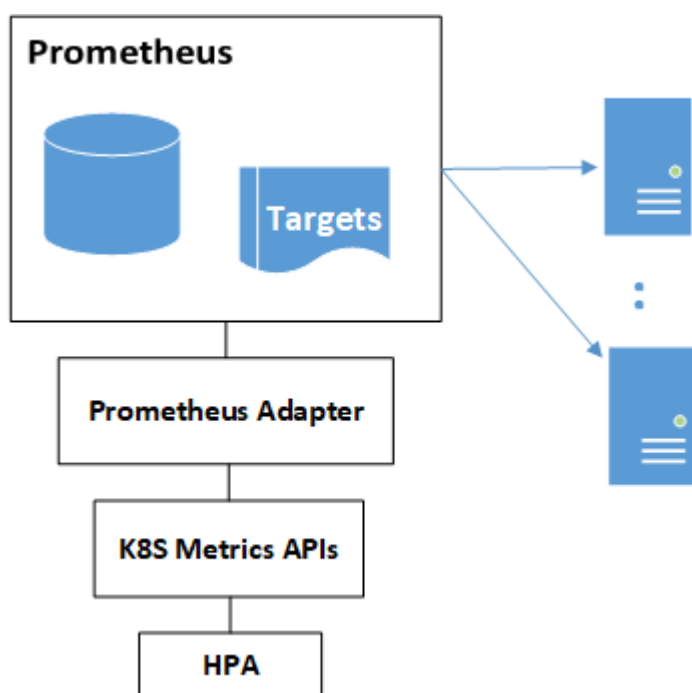 Prometheus
Targets
Prometheus Adapter
K8S Metrics APIs
HPA